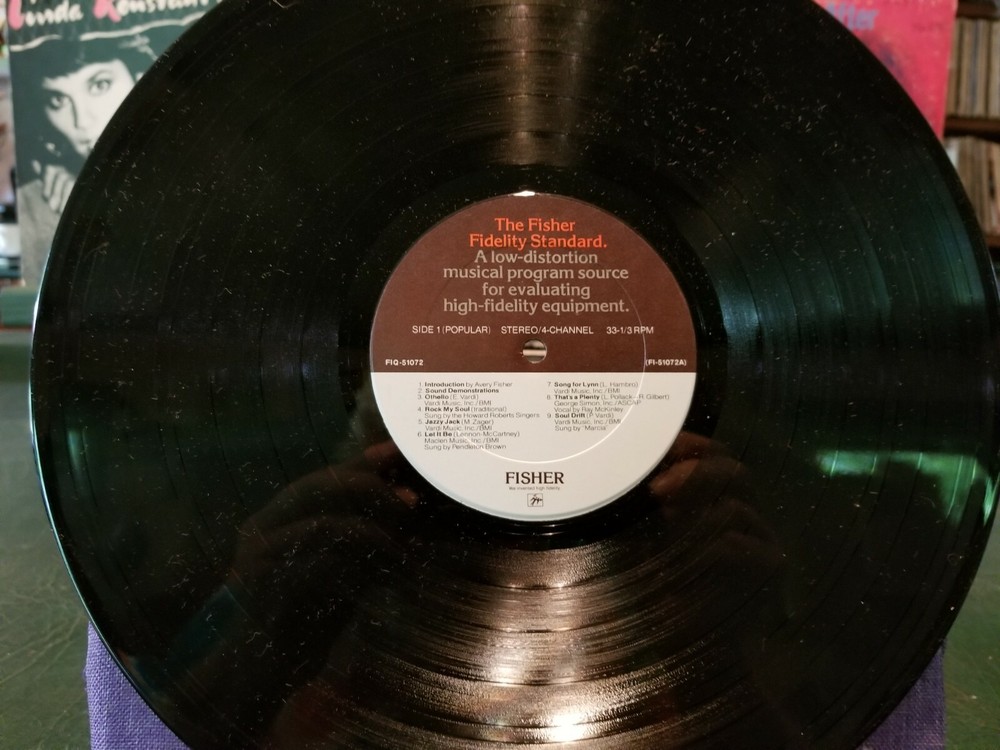 Linda Ronstadt
After
The Fisher
Fidelity Standard.
A low-distortion
musical program source
for evaluating
high-fidelity equipment.
SIDE 1 (POPULAR) STEREO/4-CHANNEL 33-1/3 RPM
FIQ-51072 (FI-51072A)
1. Introduction by Avery Fisher
2. Sound Demonstrations
3. Othello (E. Vardi)
Vardi Music, Inc./BMI
4. Rock My Soul (traditional)
Sung by the Howard Roberts Singers
5. Jazzy Jack (M. Zager)
Vardi Music, Inc./BMI
6. Let It Be (Lennon-McCartney)
Maclen Music, Inc./BMI
Sung by Pendleton Brown
7. Song for Lynn (L. Hambro)
Vardi Music, Inc./BMI
8. That's a Plenty (L. Pollack-R. Gilbert)
George Simon, Inc./ASCAP
Vocal by Ray McKinley
9. Soul Drift (P. Vardi)
Vardi Music, Inc./BMI
Sung by "Marcia"
FISHER
We invented high fidelity.